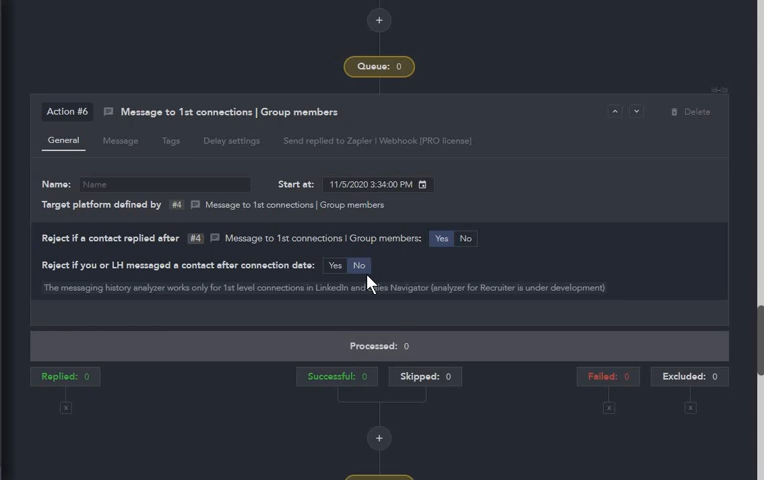 +
Queue: 0
Action #6 Message to 1st connections | Group members Delete
General Message Tags Delay settings Send replied to Zapier | Webhook [PRO license]
Name: Name Start at: 11/5/2020 3:34:00 PM
Target platform defined by #4 Message to 1st connections | Group members
Reject if a contact replied after #4 Message to 1st connections | Group members: Yes No
Reject if you or LH messaged a contact after connection date: Yes No
The messaging history analyzer works only for 1st level connections in LinkedIn and Navigator (analyzer for Recruiter is under development)
Processed: 0
Replied: 0 Successful: 0 Skipped: 0 Failed: 0 Excluded: 0
x x x
+